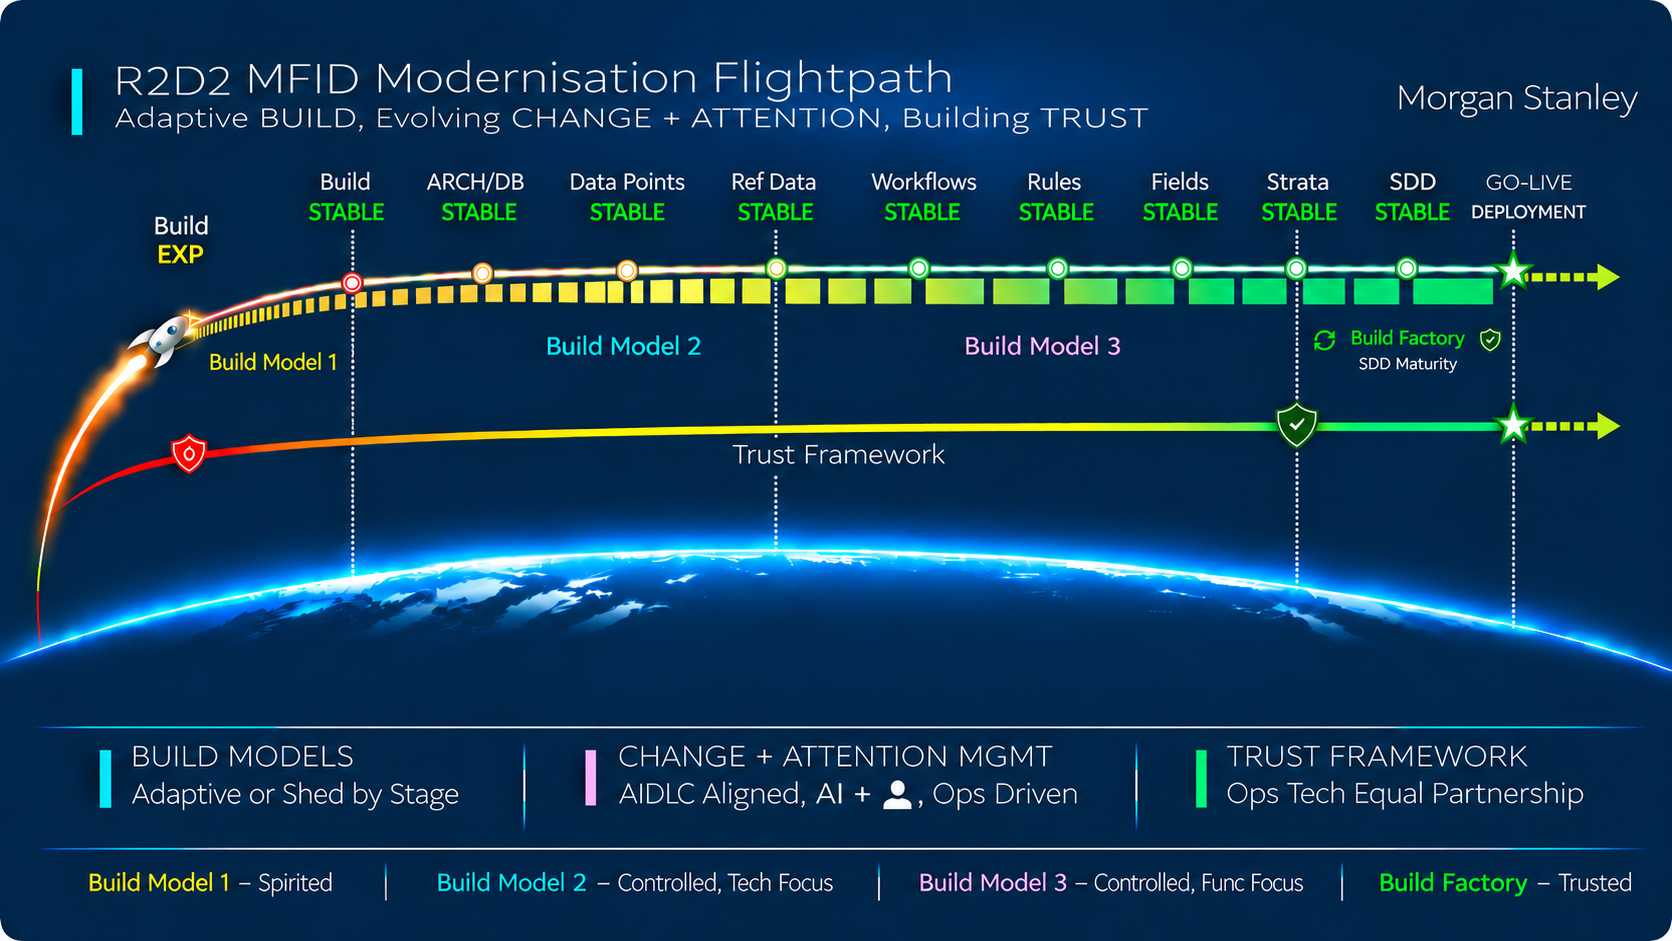 R2D2 MFID Modernisation Flightpath
Adaptive BUILD, Evolving CHANGE + ATTENTION, Building TRUST
Morgan Stanley
Build
EXP
Build
STABLE
ARCH/DB
STABLE
Data Points
STABLE
Ref Data
STABLE
Workflows
STABLE
Rules
STABLE
Fields
STABLE
Strata
STABLE
SDD
STABLE
GO-LIVE
DEPLOYMENT
Build Model 1
Build Model 2
Build Model 3
Build Factory
SDD Maturity
Trust Framework
BUILD MODELS
Adaptive or Shed by Stage
CHANGE + ATTENTION MGMT
AIDLC Aligned, AI + , Ops Driven
TRUST FRAMEWORK
Ops Tech Equal Partnership
Build Model 1 – Spirited
Build Model 2 – Controlled, Tech Focus
Build Model 3 – Controlled, Func Focus
Build Factory – Trusted